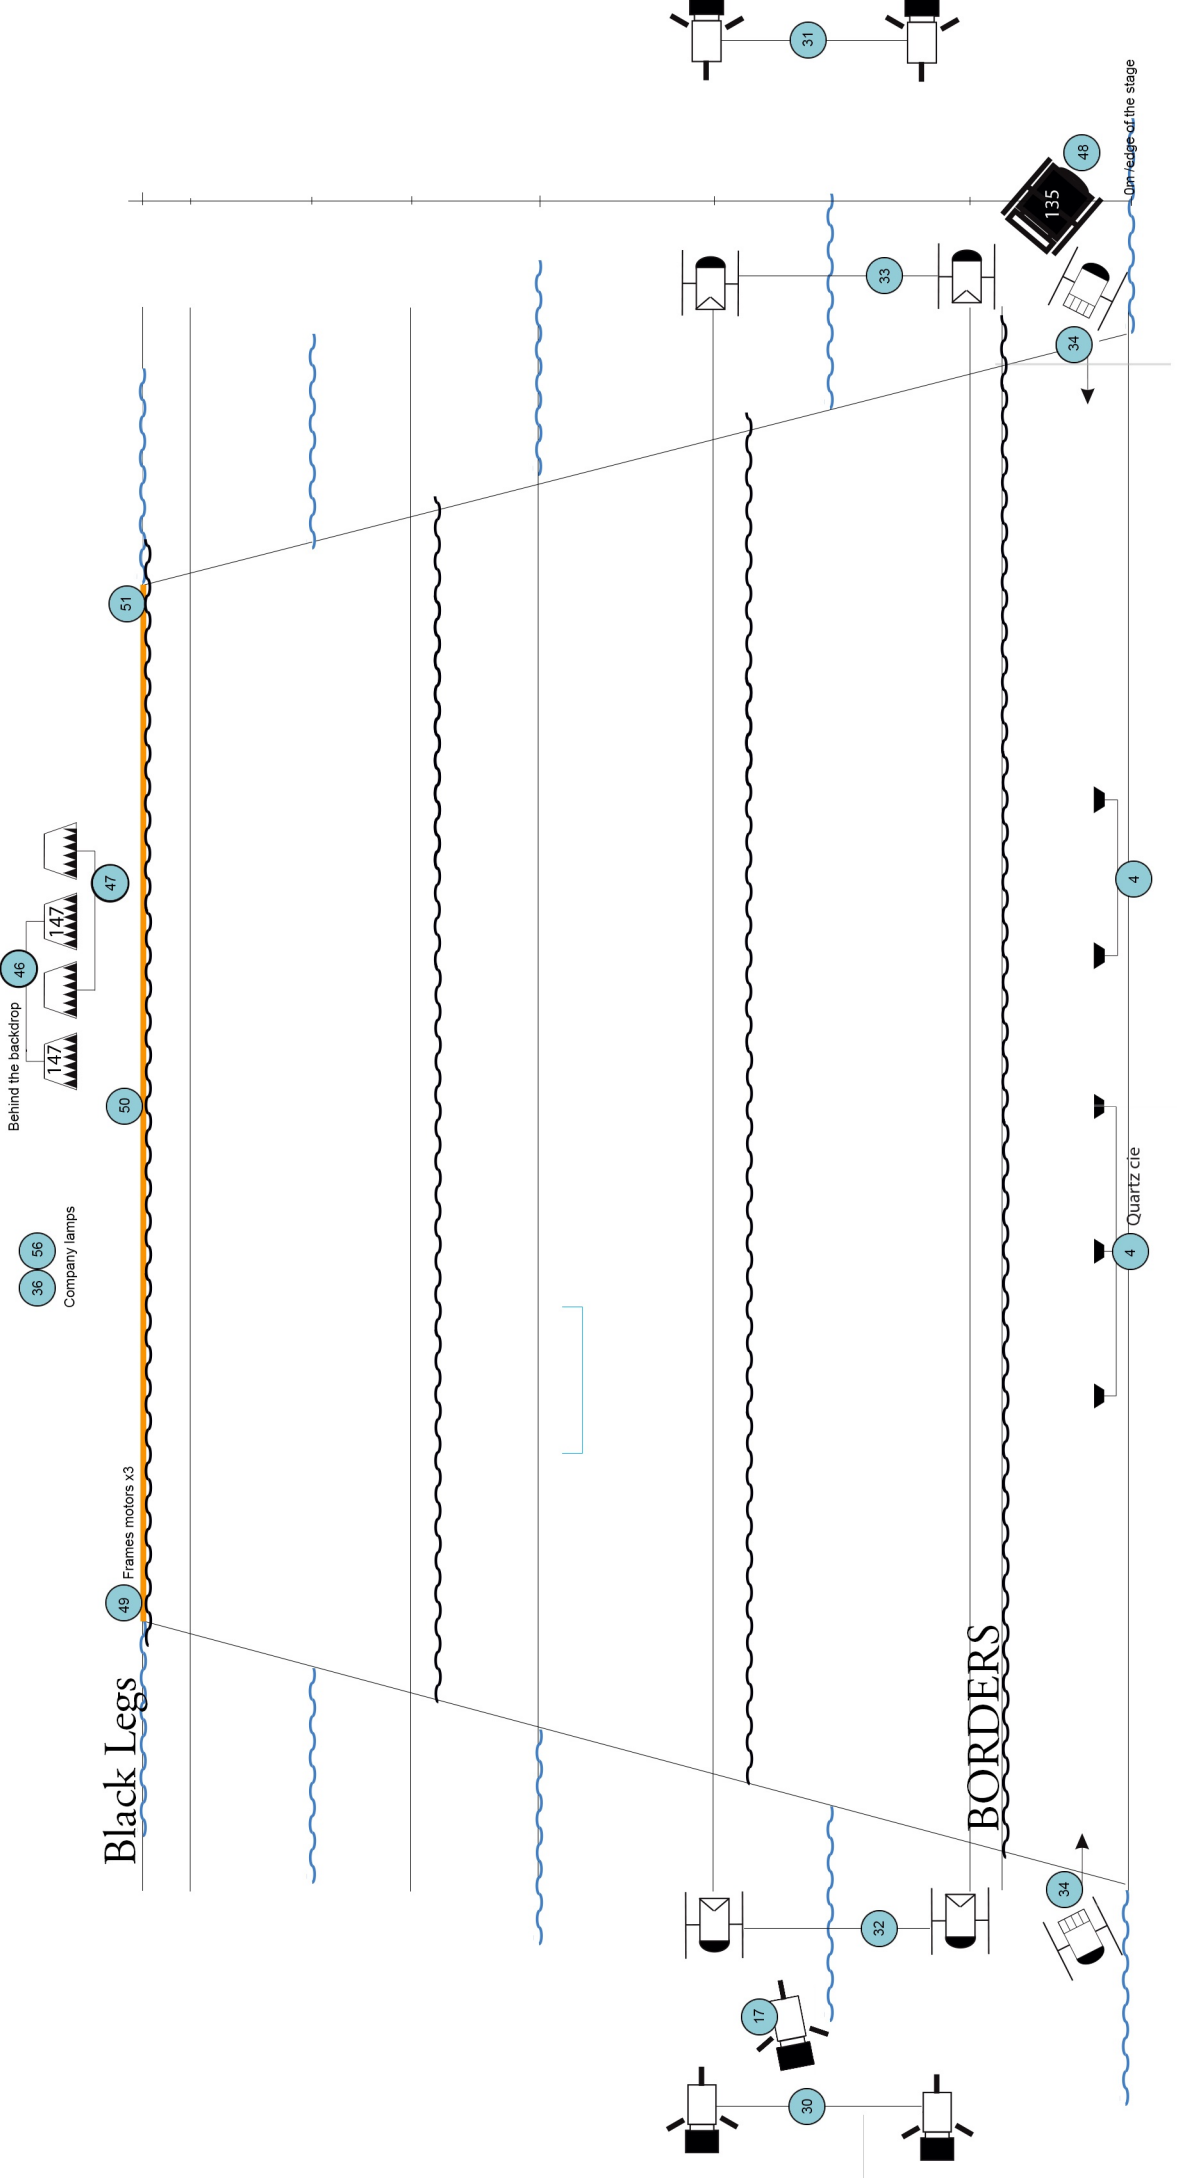 Behind the backdrop
46
36
56
147
147
Company lamps
47
Black Legs
49
Frames motors x3
50
51
17
30
31
32
33
BORDERS
135
34
34
48
4
Quartz cie
4
0m /edge of the stage